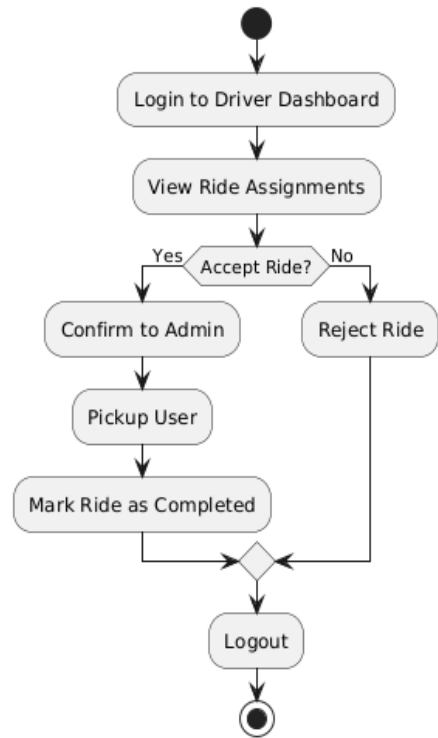 Login to Driver Dashboard
View Ride Assignments
Yes
Accept Ride?
No
Confirm to Admin
Reject Ride
Pickup User
Mark Ride as Completed
Logout